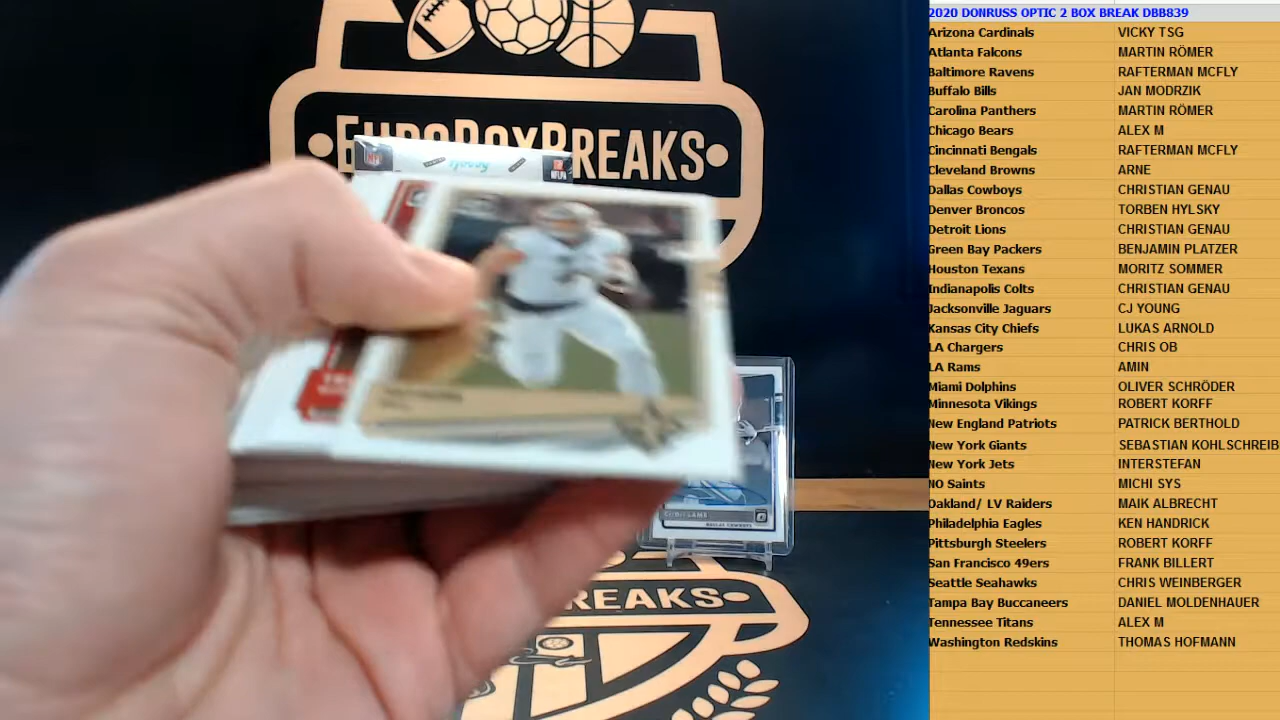 EUROBOXBREAKS
REAKS
2020 DONRUSS OPTIC 2 BOX BREAK DBB839
Arizona Cardinals VICKY TSG
Atlanta Falcons MARTIN RÖMER
Baltimore Ravens RAFTERMAN MCFLY
Buffalo Bills JAN MODRZIK
Carolina Panthers MARTIN RÖMER
Chicago Bears ALEX M
Cincinnati Bengals RAFTERMAN MCFLY
Cleveland Browns ARNE
Dallas Cowboys CHRISTIAN GENAU
Denver Broncos TORBEN HYLSKY
Detroit Lions CHRISTIAN GENAU
Green Bay Packers BENJAMIN PLATZER
Houston Texans MORITZ SOMMER
Indianapolis Colts CHRISTIAN GENAU
Jacksonville Jaguars CJ YOUNG
Kansas City Chiefs LUKAS ARNOLD
LA Chargers CHRIS OB
LA Rams AMIN
Miami Dolphins OLIVER SCHRÖDER
Minnesota Vikings ROBERT KORFF
New England Patriots PATRICK BERTHOLD
New York Giants SEBASTIAN KOHLSCHREIB
New York Jets INTERSTEFAN
NO Saints MICHI SYS
Oakland/ LV Raiders MAIK ALBRECHT
Philadelphia Eagles KEN HANDRICK
Pittsburgh Steelers ROBERT KORFF
San Francisco 49ers FRANK BILLERT
Seattle Seahawks CHRIS WEINBERGER
Tampa Bay Buccaneers DANIEL MOLDENHAUER
Tennessee Titans ALEX M
Washington Redskins THOMAS HOFMANN